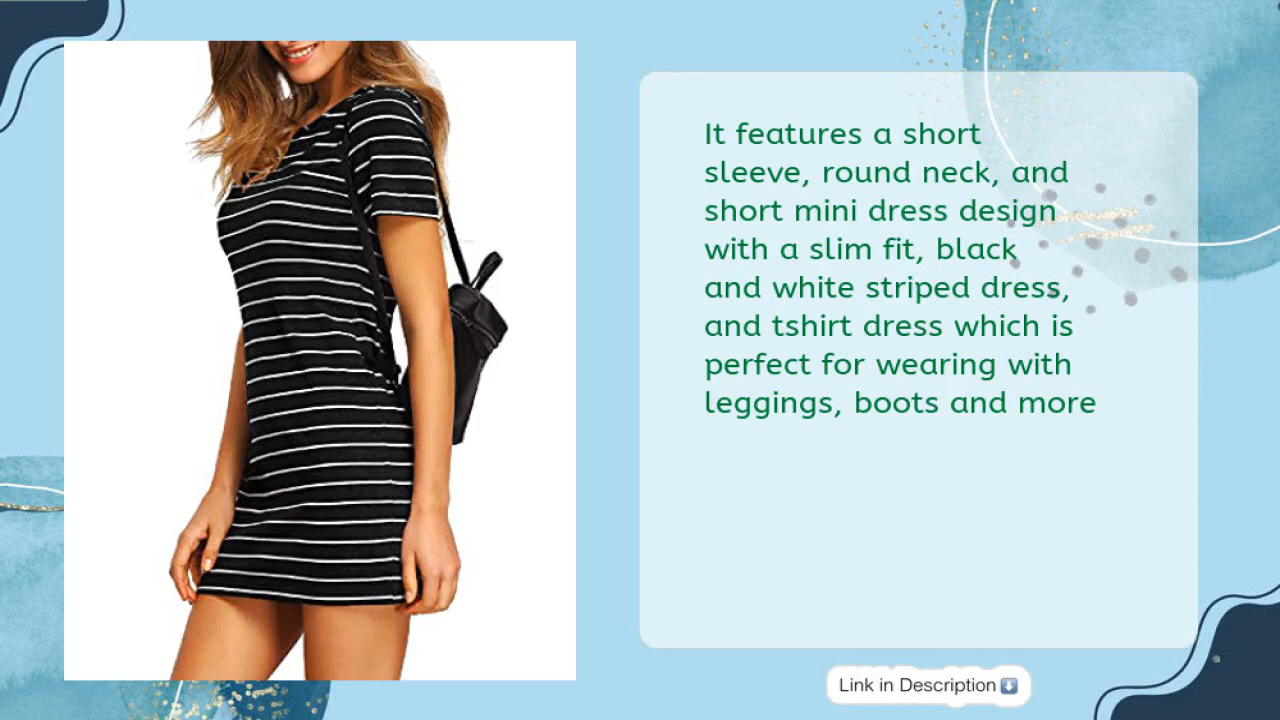 It features a short
sleeve, round neck, and
short mini dress design
with a slim fit, black
and white striped dress,
and tshirt dress which is
perfect for wearing with
leggings, boots and more
Link in Description⬇️